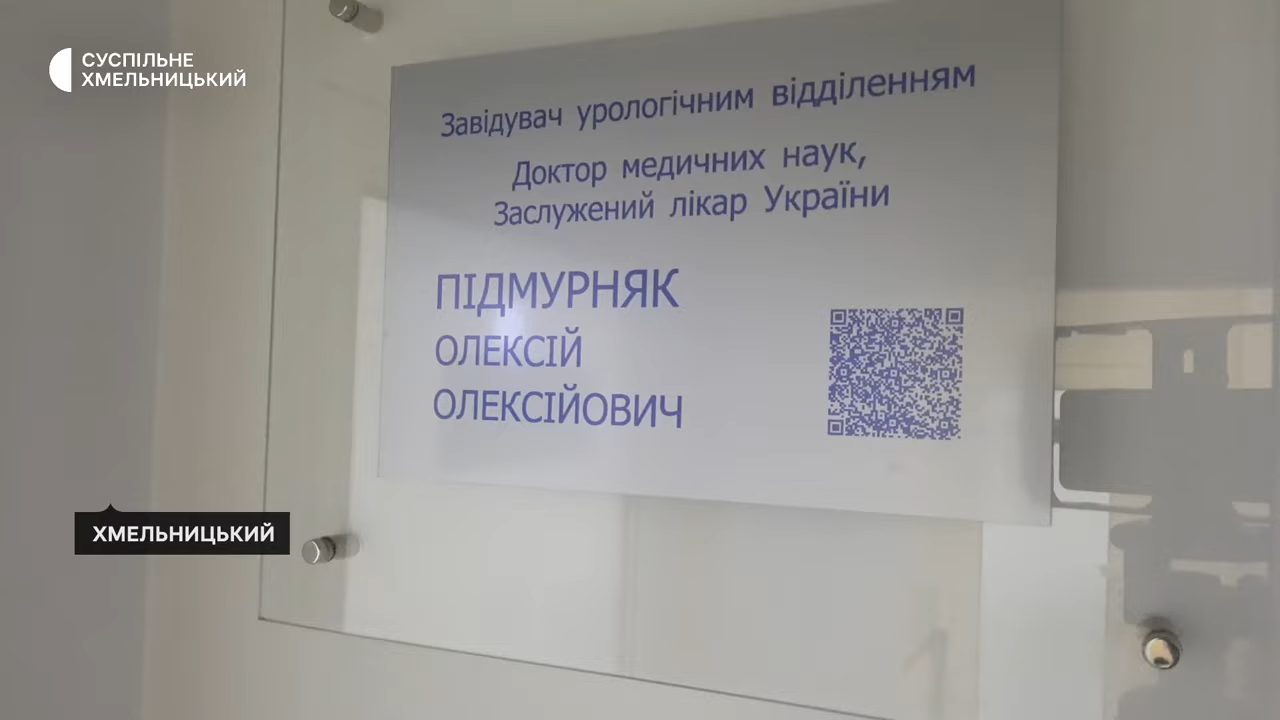 СУСПІЛЬНЕ
ХМЕЛЬНИЦЬКИЙ
Завідувач урологічним відділенням
Доктор медичних наук,
Заслужений лікар України
ПІДМУРНЯК
ОЛЕКСІЙ
ОЛЕКСІЙОВИЧ
ХМЕЛЬНИЦЬКИЙ